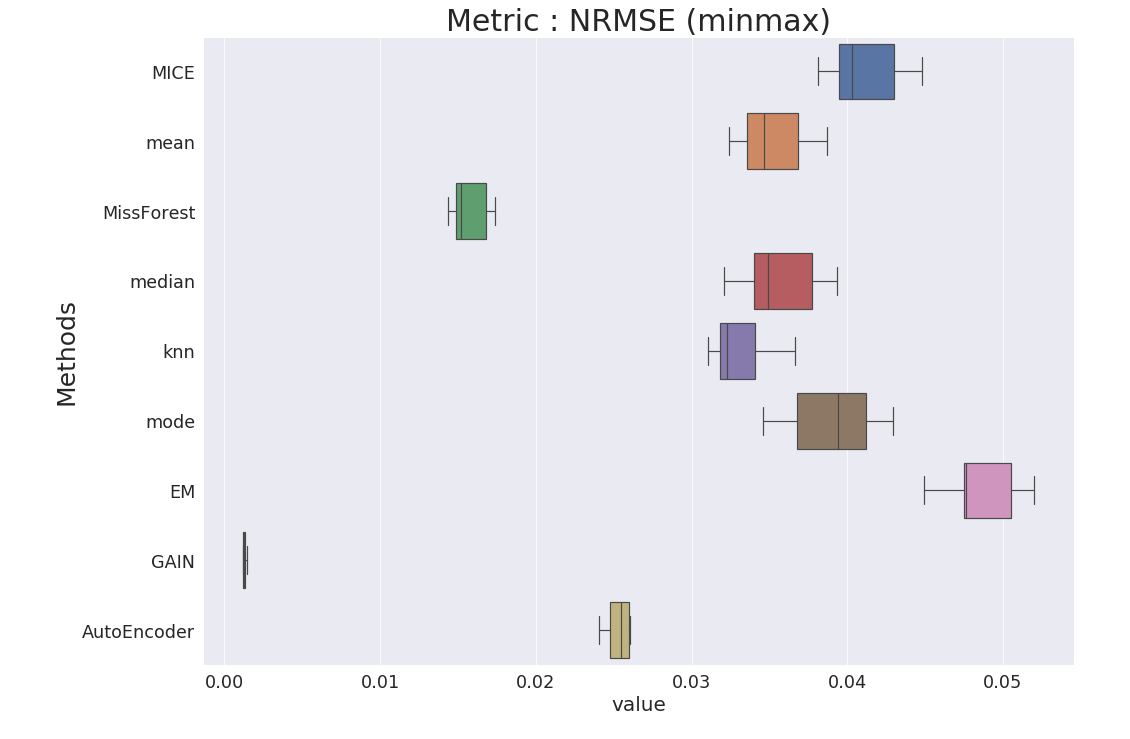 Metric : NRMSE (minmax)
Methods
MICE
mean
MissForest
median
knn
mode
EM
GAIN
AutoEncoder
0.00 0.01 0.02 0.03 0.04 0.05
value